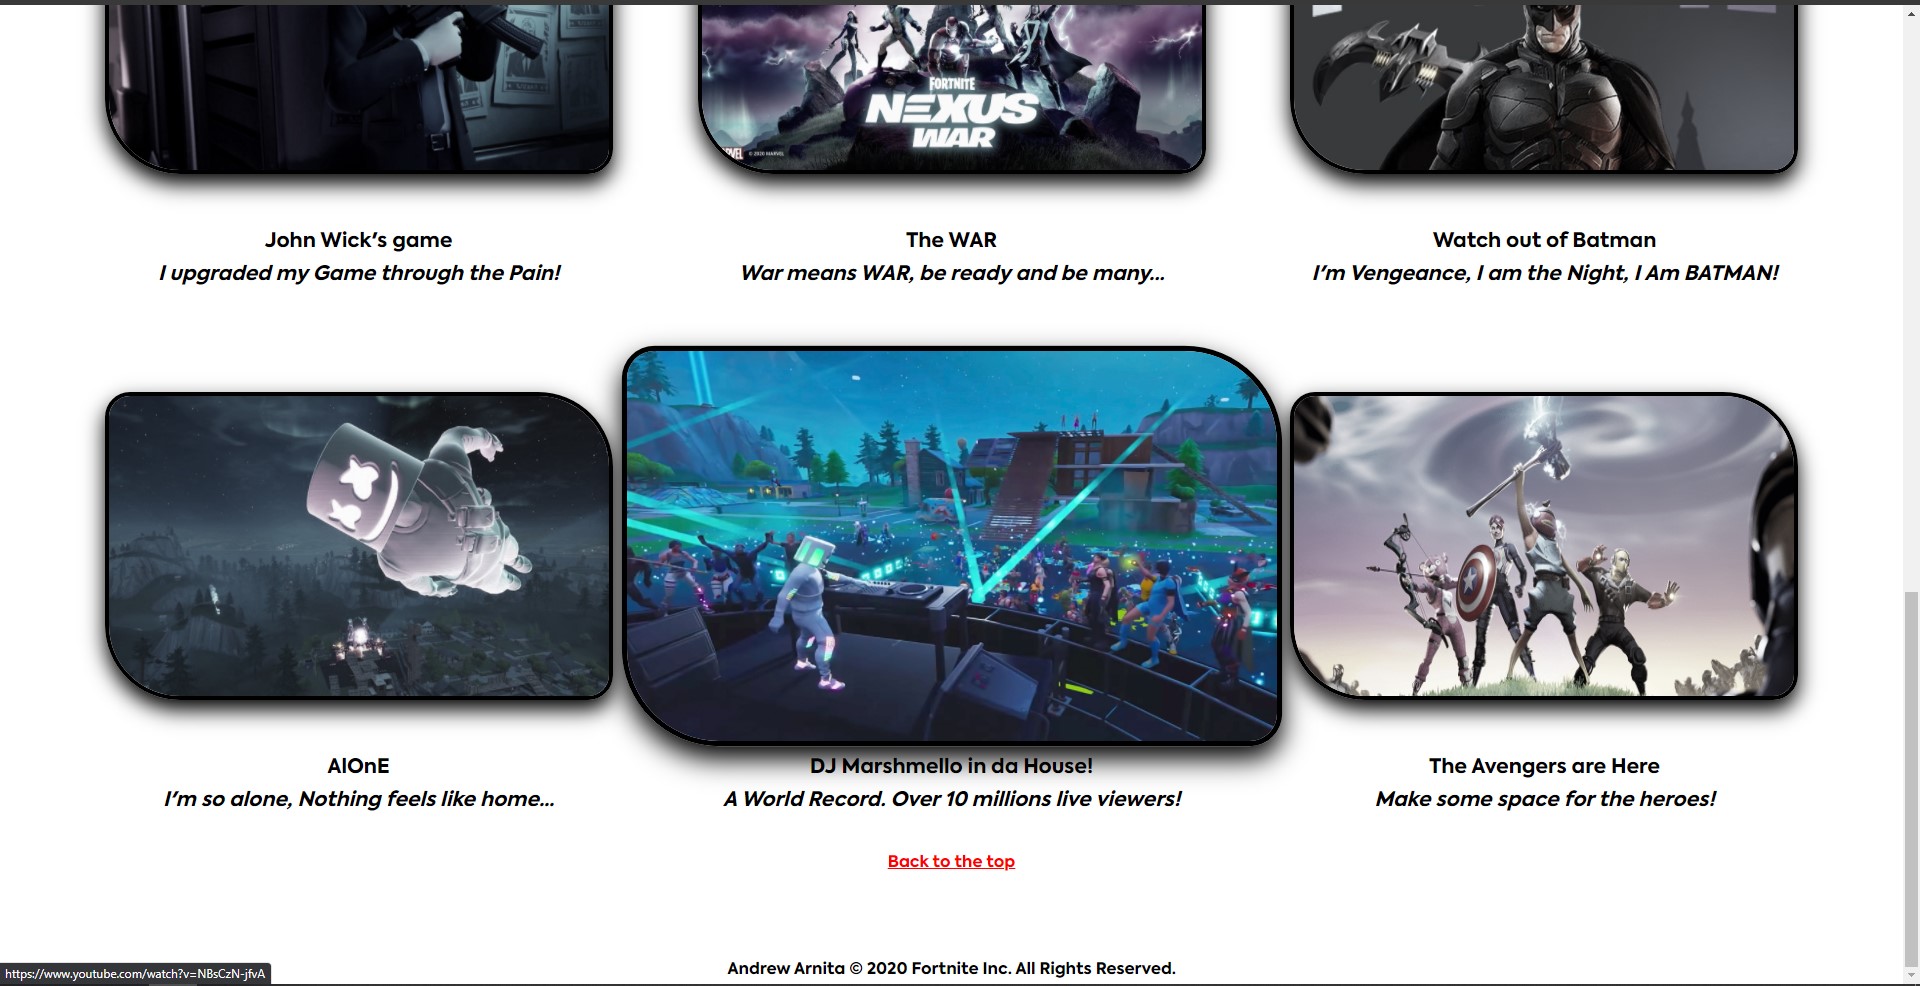 FORTNITE
NEXUS
WAR
© 2020 MARVEL
John Wick's game
I upgraded my Game through the Pain!
The WAR
War means WAR, be ready and be many...
Watch out of Batman
I'm Vengeance, I am the Night, I Am BATMAN!
AlOnE
I'm so alone, Nothing feels like home...
DJ Marshmello in da House!
A World Record. Over 10 millions live viewers!
The Avengers are Here
Make some space for the heroes!
Back to the top
Andrew Arnita © 2020 Fortnite Inc. All Rights Reserved.
https://www.youtube.com/watch?v=NBsCzN-jfvA